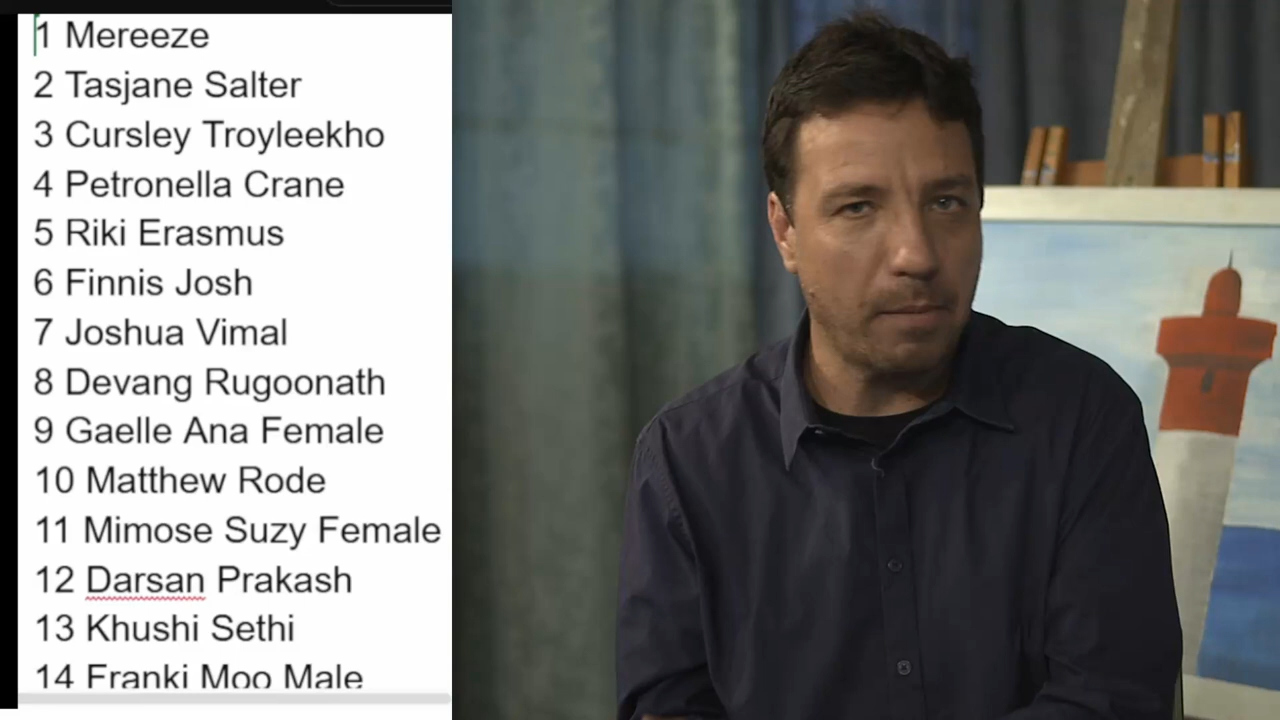 1 Mereeze
2 Tasjane Salter
3 Cursley Troyleekho
4 Petronella Crane
5 Riki Erasmus
6 Finnis Josh
7 Joshua Vimal
8 Devang Rugoonath
9 Gaelle Ana Female
10 Matthew Rode
11 Mimose Suzy Female
12 Darsan Prakash
13 Khushi Sethi
14 Franki Moo Male